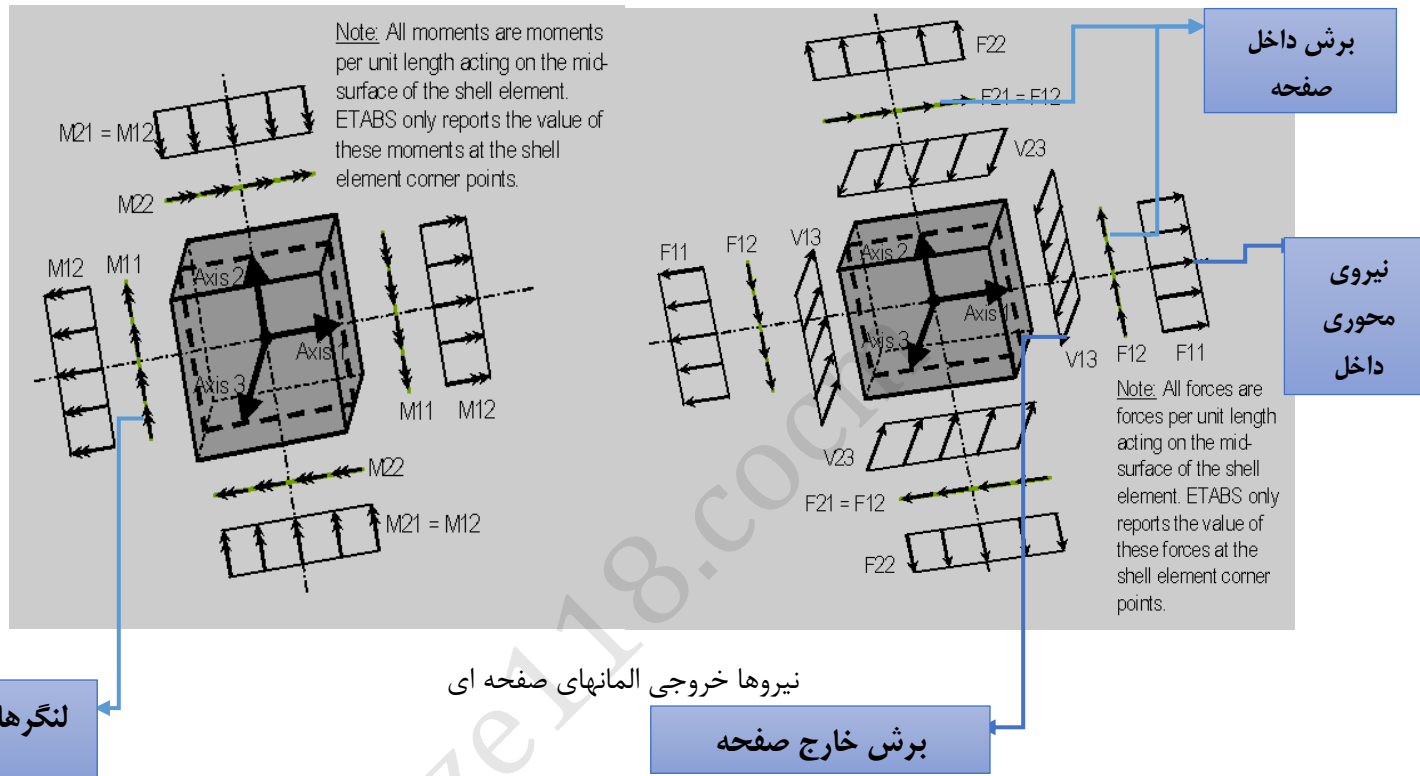 Note: All moments are moments
per unit length acting on the mid-
surface of the shell element.
ETABS only reports the value of
these moments at the shell
element corner points.
M21 = M12
M22
M12
M11
Axis 2
Axis 1
Axis 3
M11
M12
M22
M21 = M12
F22
F21 = F12
V23
F11
F12
V13
Axis 2
Axis 1
Axis 3
V13
F12
F11
V23
F21 = F12
F22
Note: All forces are
forces per unit length
acting on the mid-
surface of the shell
element. ETABS only
reports the value of
these forces at the
shell element corner
points.
برش داخل
صفحه
نیروی
محوری
داخل
نیروها خروجی المانهای صفحه ای
لنگرها
برش خارج صفحه
ze118.cocm